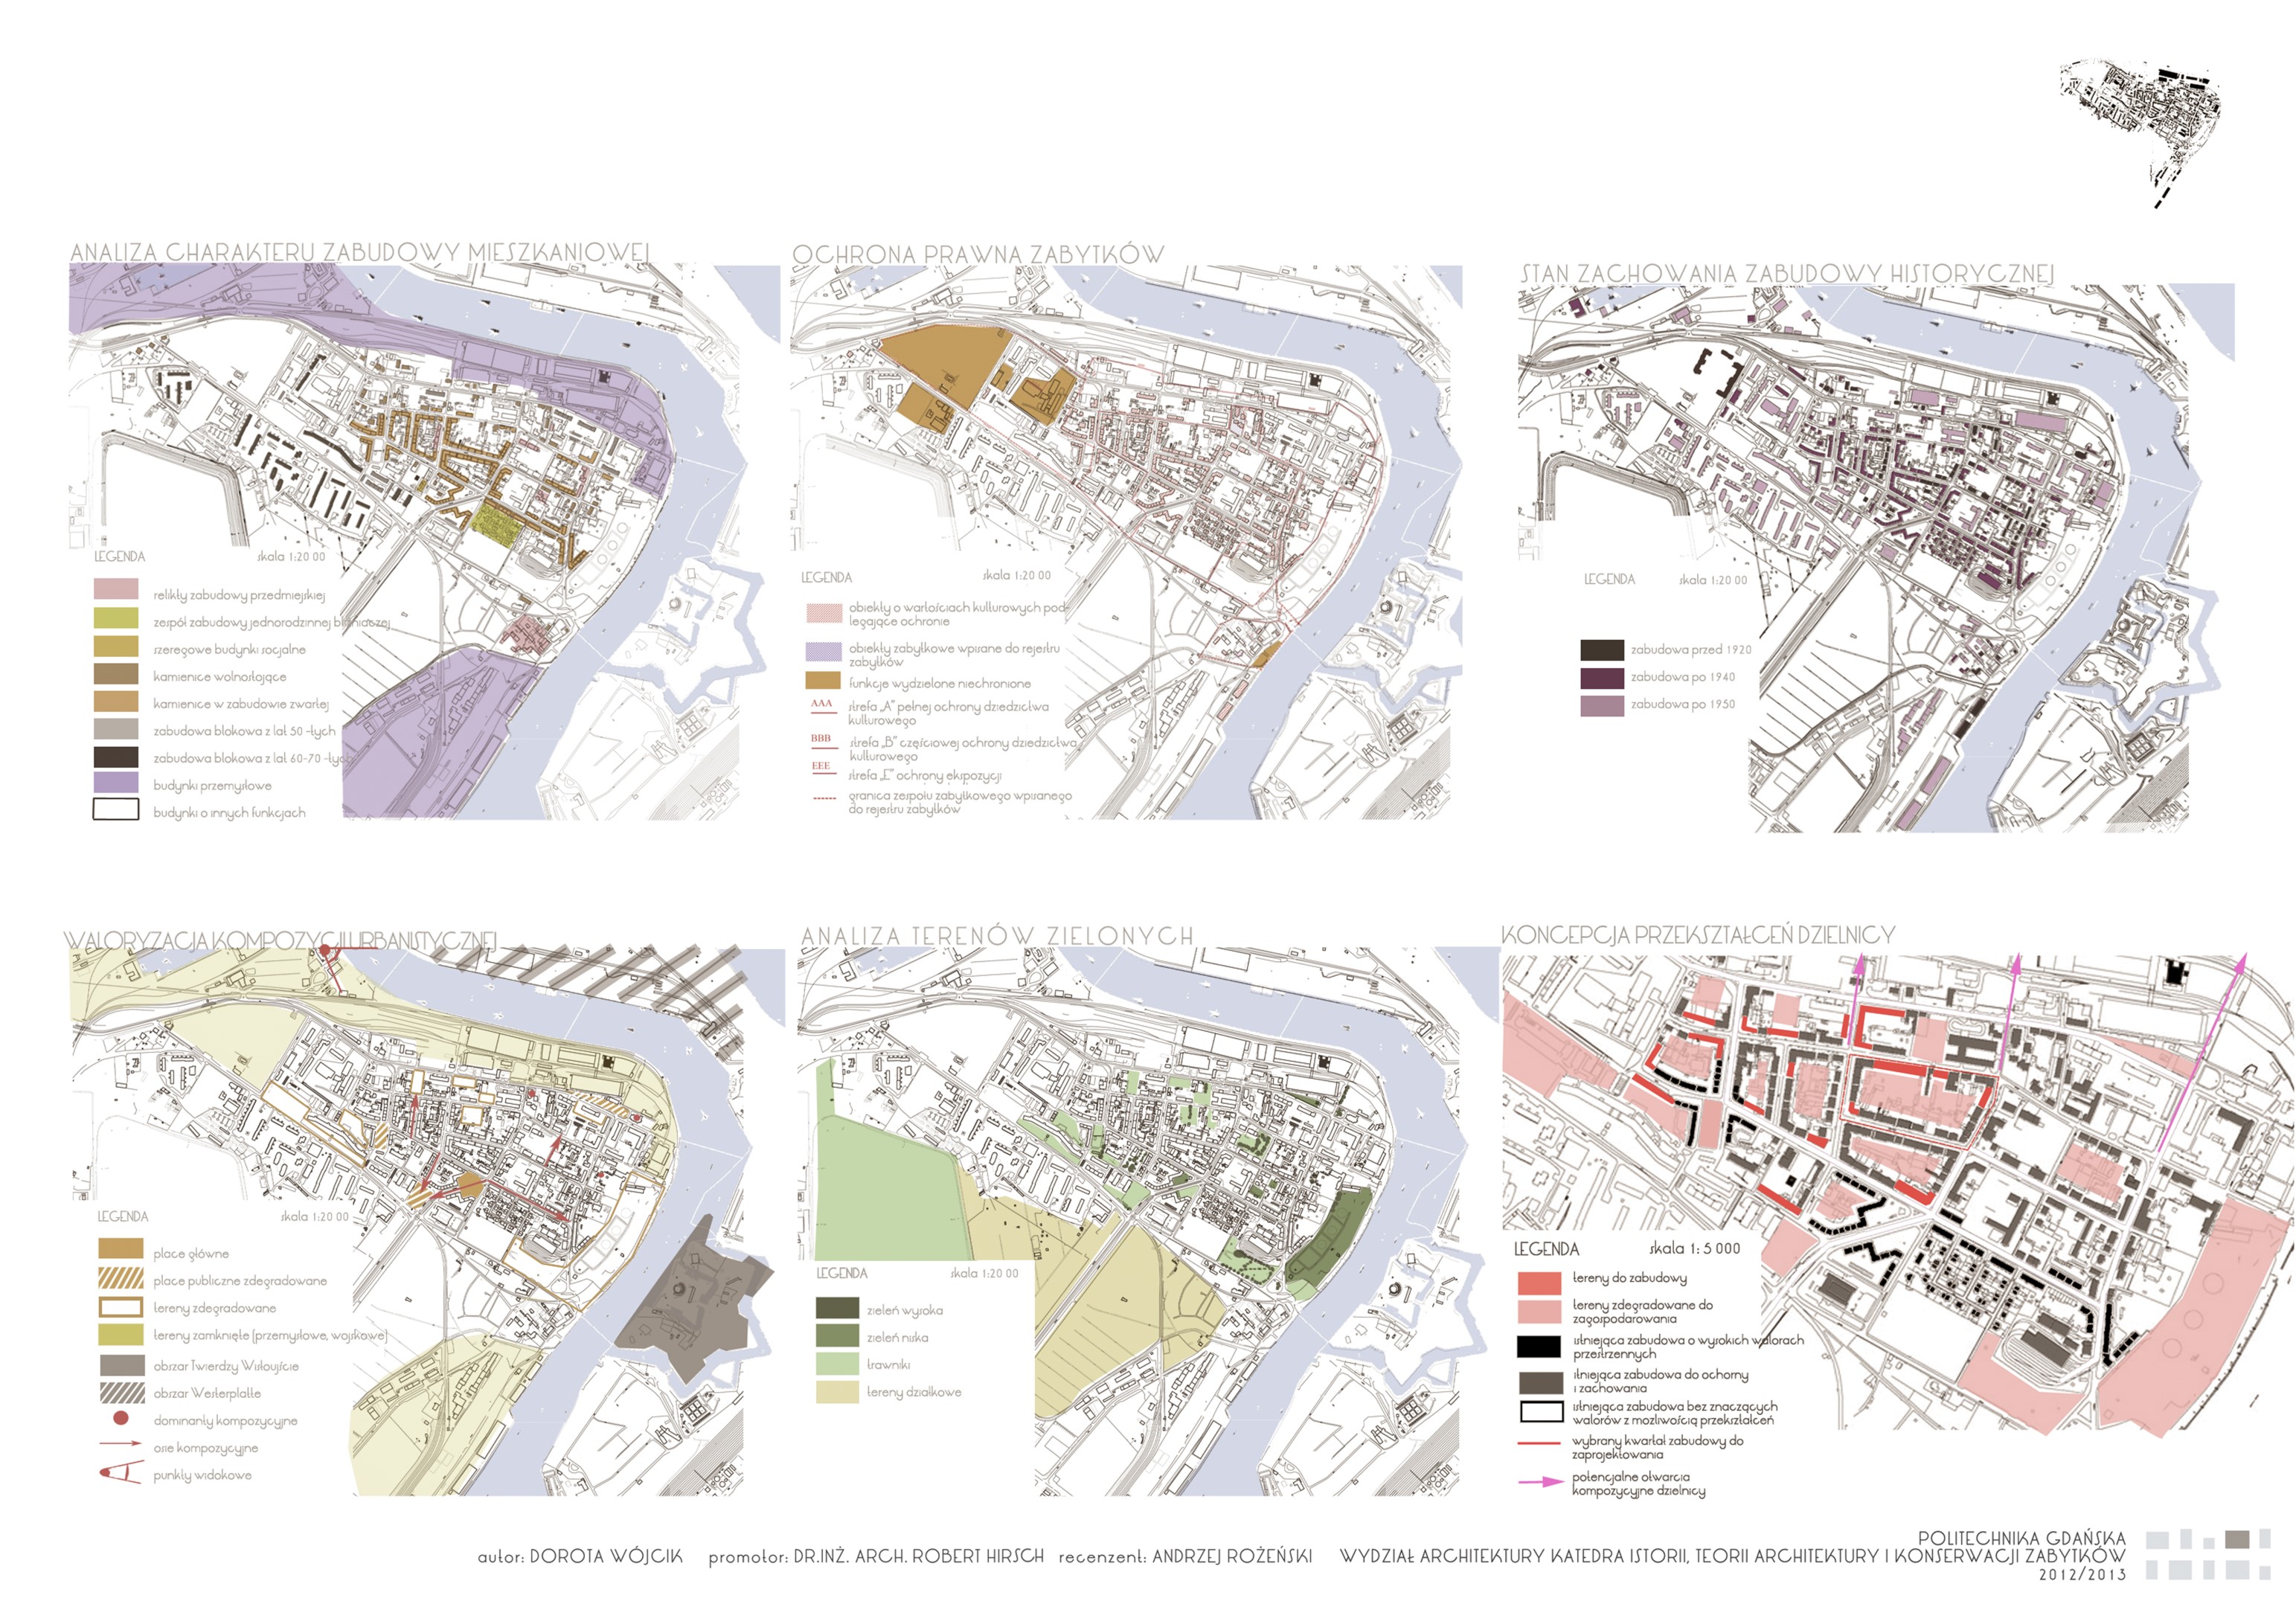 ANALIZA CHARAKTERU ZABUDOWY MIESZKANIOWEJ
LEGENDA
skala 1:20 00
relikty zabudowy przedmiejskiej
zespół zabudowy jednorodzinnej bliźniaczej
szeregowe budynki socjalne
kamienice wolnostojące
kamienice w zabudowie zwartej
zabudowa blokowa z lat 50 -tych
zabudowa blokowa z lat 60-70 -tych
budynki przemysłowe
budynki o innych funkcjach
OCHRONA PRAWNA ZABYTKÓW
LEGENDA
skala 1:20 00
obiekty o wartościach kulturowych pod-
legające ochronie
obiekty zabytkowe wpisane do rejestru
zabytków
funkcje wydzielone niechronione
AAA
strefa „A" pełnej ochrony dziedzictwa
kulturowego
BBB
strefa „B" częściowej ochrony dziedzictwa
kulturowego
EEE
strefa „E" ochrony ekspozycji
granica zespołu zabytkowego wpisanego
do rejestru zabytków
STAN ZACHOWANIA ZABUDOWY HISTORYCZNEJ
LEGENDA
skala 1:20 00
zabudowa przed 1920
zabudowa po 1940
zabudowa po 1950
WALORYZACJA KOMPOZYCJI URBANISTYCZNEJ
LEGENDA
skala 1:20 00
place główne
place publiczne zdegradowane
tereny zdegradowane
tereny zamknięte (przemysłowe, wojskowe)
obszar Twierdzy Wisłoujście
obszar Westerplatte
dominanty kompozycyjne
osie kompozycyjne
punkty widokowe
ANALIZA TERENÓW ZIELONYCH
LEGENDA
skala 1:20 00
zieleń wysoka
zieleń niska
trawniki
tereny działkowe
KONCEPCJA PRZEKSZTAŁCEŃ DZIELNICY
LEGENDA
skala 1: 5 000
tereny do zabudowy
tereny zdegradowane do
zagospodarowania
istniejąca zabudowa o wysokich walorach
przestrzennych
istniejąca zabudowa do ochorny
i zachowania
istniejąca zabudowa bez znaczących
walorów z możliwością przekształceń
wybrany kwartał zabudowy do
zaprojektowania
potencjalne otwarcia
kompozycyjne dzielnicy
autor: DOROTA WÓJCIK promotor: DR.INŻ. ARCH. ROBERT HIRSCH recenzent: ANDRZEJ ROŻEŃSKI
POLITECHNIKA GDAŃSKA
WYDZIAŁ ARCHITEKTURY KATEDRA ISTORII, TEORII ARCHITEKTURY I KONSERWACJI ZABYTKÓW
2012/2013